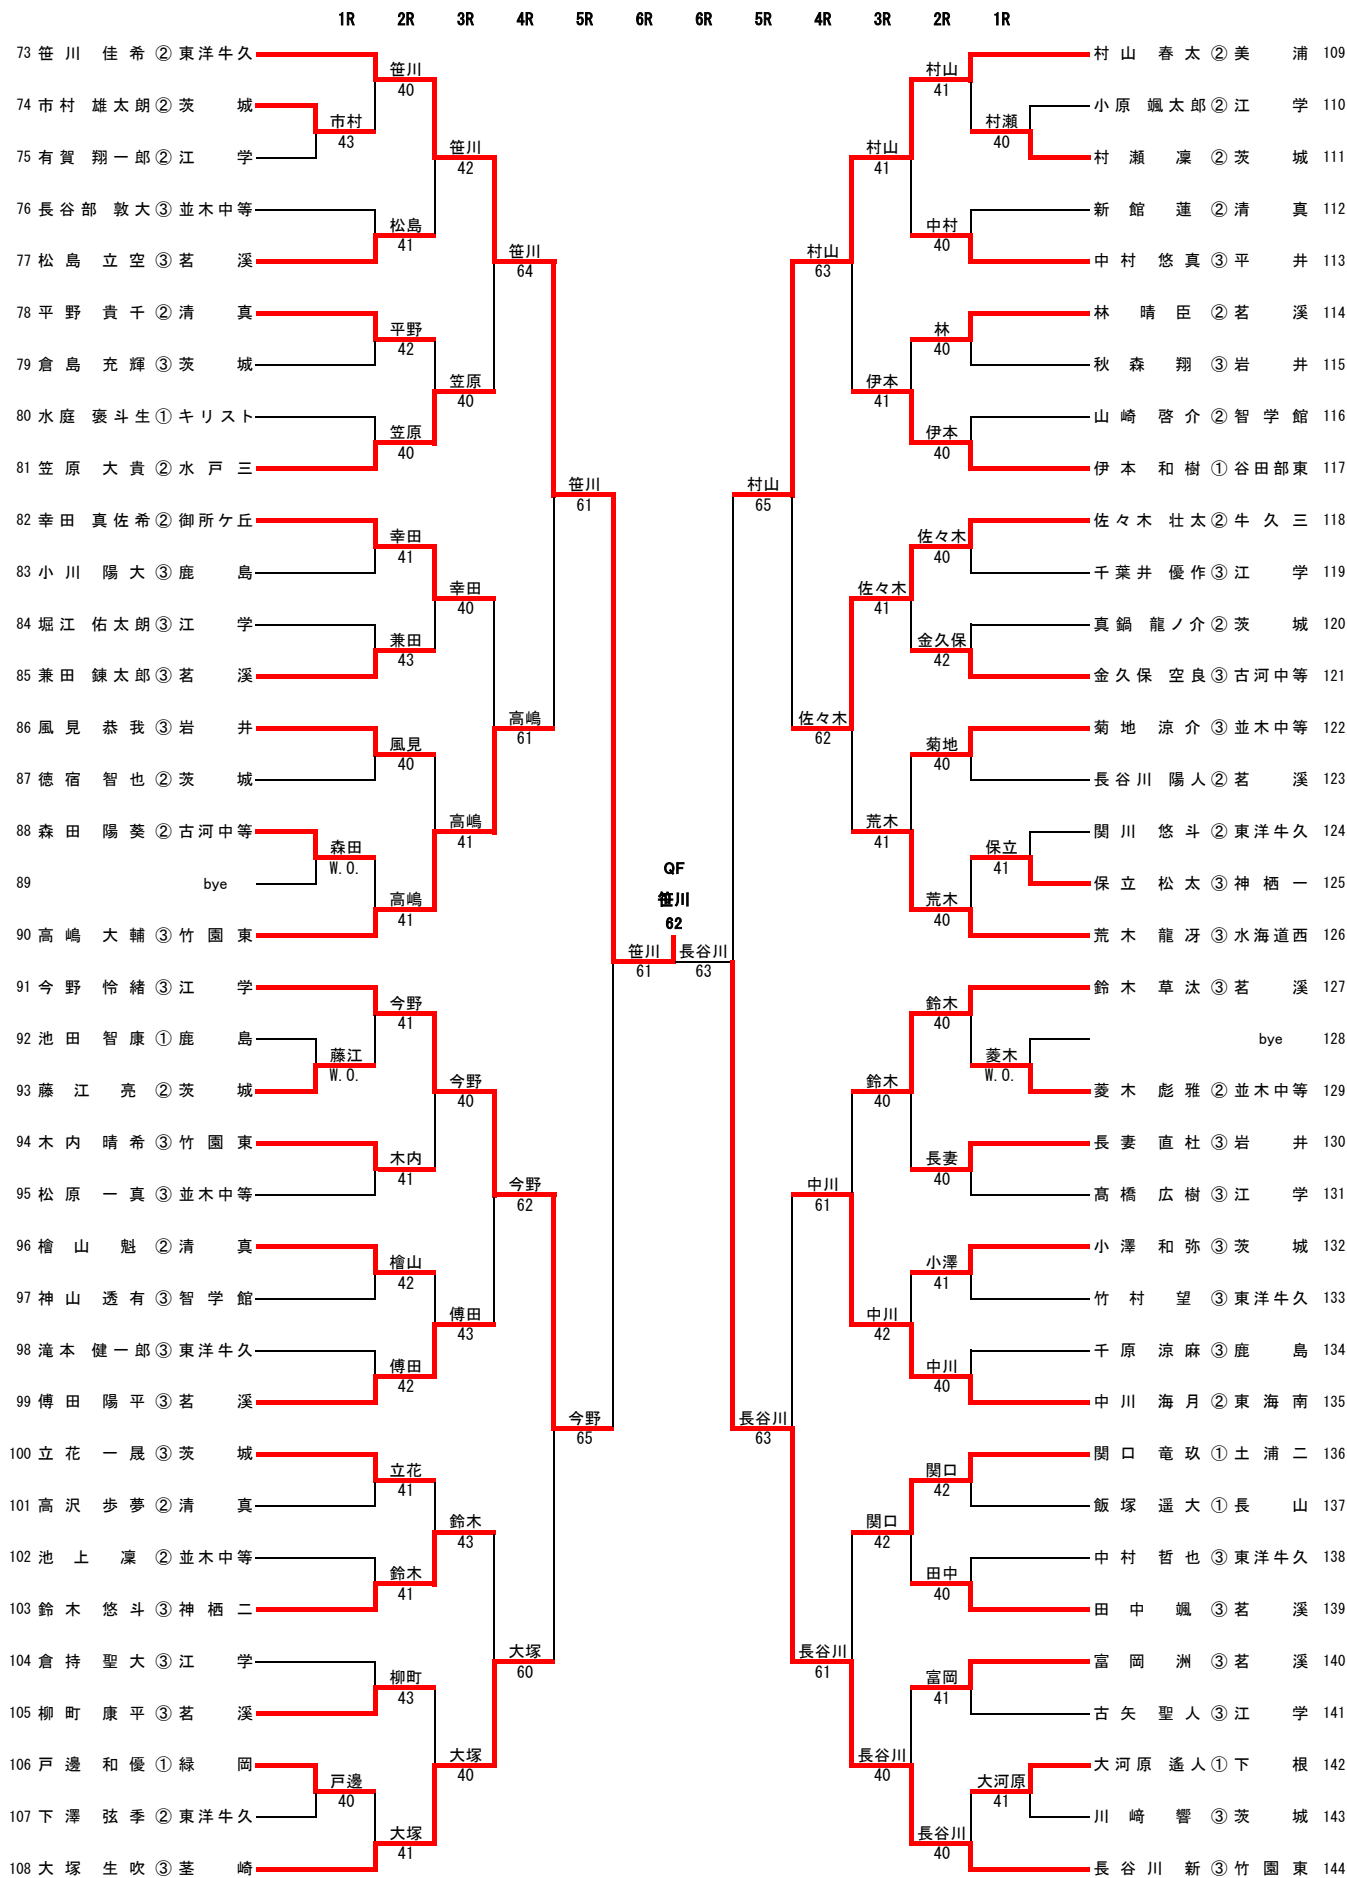 1R 2R 3R 4R 5R 6R 6R 5R 4R 3R 2R 1R
73 笹川 佳希 ② 東洋牛久
74 市村 雄太朗 ② 茨城
75 有賀 翔一郎 ② 江学
76 長谷部 敦大 ③ 並木中等
77 松島 立空 ③ 茗溪
78 平野 貴千 ② 清真
79 倉島 充輝 ③ 茨城
80 水庭 褒斗生 ① キリスト
81 笠原 大貴 ② 水戸三
82 幸田 真佐希 ② 御所ケ丘
83 小川 陽大 ③ 鹿島
84 堀江 佑太朗 ③ 江学
85 兼田 錬太郎 ③ 茗溪
86 風見 恭我 ③ 岩井
87 徳宿 智也 ② 茨城
88 森田 陽葵 ② 古河中等
89 bye
90 高嶋 大輔 ③ 竹園東
91 今野 怜緒 ③ 江学
92 池田 智康 ① 鹿島
93 藤江 亮 ② 茨城
94 木内 晴希 ③ 竹園東
95 松原 一真 ③ 並木中等
96 檜山 魁 ② 清真
97 神山 透有 ③ 智学館
98 滝本 健一郎 ③ 東洋牛久
99 傅田 陽平 ③ 茗溪
100 立花 一晟 ③ 茨城
101 高沢 歩夢 ② 清真
102 池上 凜 ② 並木中等
103 鈴木 悠斗 ③ 神栖二
104 倉持 聖大 ③ 江学
105 柳町 康平 ③ 茗溪
106 戸邊 和優 ① 緑岡
107 下澤 弦季 ② 東洋牛久
108 大塚 生吹 ③ 茎崎
市村
43
森田
W.O.
藤江
W.O.
戸邊
40
笹川
40
松島
41
平野
42
笠原
40
幸田
41
兼田
43
風見
40
高嶋
41
今野
41
木内
41
檜山
42
傅田
42
立花
41
鈴木
41
柳町
43
大塚
41
笹川
42
笠原
40
幸田
40
高嶋
41
今野
40
傅田
43
鈴木
43
大塚
40
笹川
64
高嶋
61
今野
62
大塚
60
笹川
61
今野
65
笹川
61
QF
笹川
62
長谷川
63
村山
65
長谷川
63
村山
63
佐々木
62
中川
61
長谷川
61
村山
41
伊本
41
佐々木
41
荒木
41
鈴木
40
中川
42
関口
42
長谷川
40
村山
41
中村
40
林
40
伊本
40
佐々木
40
金久保
42
菊地
40
荒木
40
鈴木
40
長妻
40
小澤
41
中川
40
関口
42
田中
40
富岡
41
長谷川
40
村瀬
40
保立
41
菱木
W.O.
大河原
41
村山 春太 ② 美浦 109
小原 颯太郎 ② 江学 110
村瀬 凜 ② 茨城 111
新館 蓮 ② 清真 112
中村 悠真 ③ 平井 113
林 晴臣 ② 茗溪 114
秋森 翔 ③ 岩井 115
山崎 啓介 ② 智学館 116
伊本 和樹 ① 谷田部東 117
佐々木 壮太 ② 牛久三 118
千葉井 優作 ③ 江学 119
真鍋 龍ノ介 ② 茨城 120
金久保 空良 ③ 古河中等 121
菊地 涼介 ③ 並木中等 122
長谷川 陽人 ② 茗溪 123
関川 悠斗 ② 東洋牛久 124
保立 松太 ③ 神栖一 125
荒木 龍冴 ③ 水海道西 126
鈴木 草汰 ③ 茗溪 127
bye 128
菱木 彪雅 ② 並木中等 129
長妻 直杜 ③ 岩井 130
髙橋 広樹 ③ 江学 131
小澤 和弥 ③ 茨城 132
竹村 望 ③ 東洋牛久 133
千原 涼麻 ③ 鹿島 134
中川 海月 ② 東海南 135
関口 竜玖 ① 土浦二 136
飯塚 遥大 ① 長山 137
中村 哲也 ③ 東洋牛久 138
田中 颯 ③ 茗溪 139
富岡 洲 ③ 茗溪 140
古矢 聖人 ③ 江学 141
大河原 遙人 ① 下根 142
川﨑 響 ③ 茨城 143
長谷川 新 ③ 竹園東 144